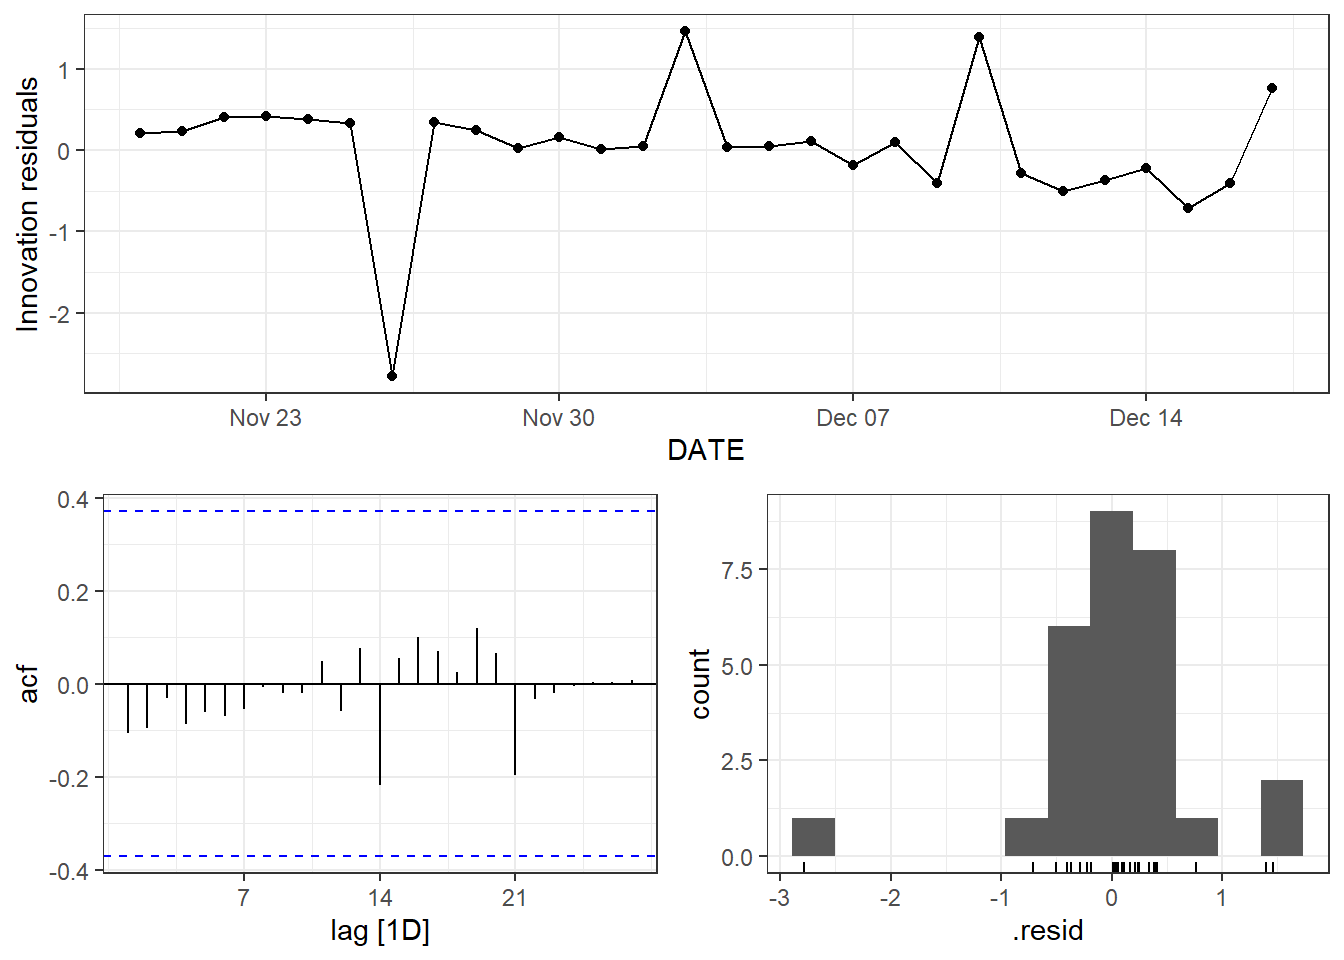 Innovation residuals
1
0
-1
-2
Nov 23
Nov 30
Dec 07
Dec 14
DATE
acf
0.4
0.2
0.0
-0.2
-0.4
7
14
21
lag [1D]
count
7.5
5.0
2.5
0.0
-3
-2
-1
0
1
.resid